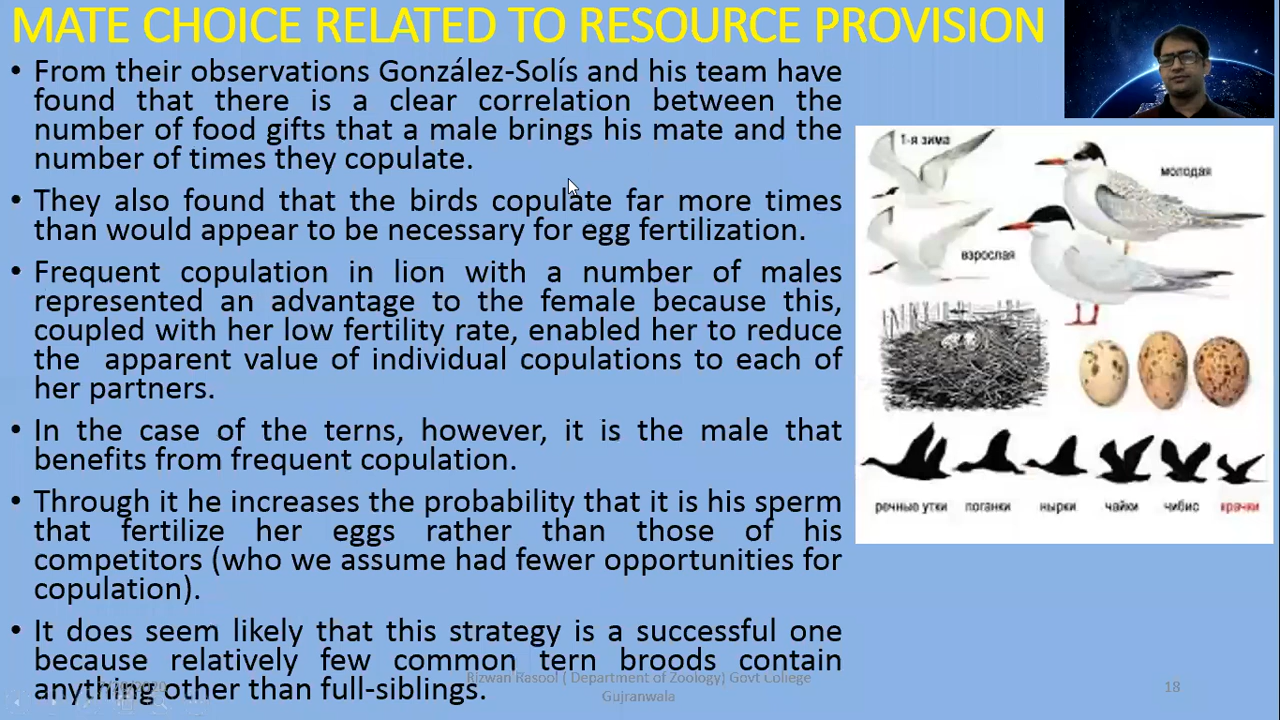 MATE CHOICE RELATED TO RESOURCE PROVISION
• From their observations González-Solís and his team have
found that there is a clear correlation between the
number of food gifts that a male brings his mate and the
number of times they copulate.
• They also found that the birds copulate far more times
than would appear to be necessary for egg fertilization.
• Frequent copulation in lion with a number of males
represented an advantage to the female because this,
coupled with her low fertility rate, enabled her to reduce
the apparent value of individual copulations to each of
her partners.
• In the case of the terns, however, it is the male that
benefits from frequent copulation.
• Through it he increases the probability that it is his sperm
that fertilize her eggs rather than those of his
competitors (who we assume had fewer opportunities for
copulation).
• It does seem likely that this strategy is a successful one
because relatively few common tern broods contain
anything other than full-siblings.
1-я зима
молодая
взрослая
речные утки поганки нырки чайки чибис крачки
Rizwan Rasool ( Department of Zoology) Govt College
Gujranwala
18